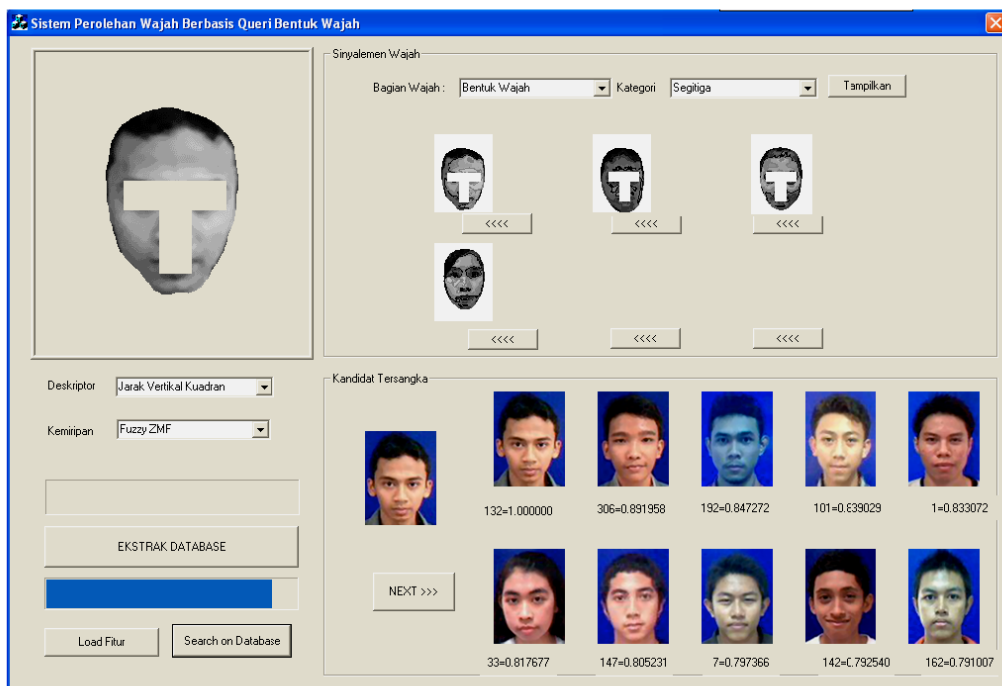 Sistem Perolehan Wajah Berbasis Queri Bentuk Wajah
Sinyalemen Wajah
Bagian Wajah : Bentuk Wajah Kategori Segitiga Tampilkan
<<<< <<<< <<<<
<<<< <<<< <<<<
Deskriptor Jarak Vertikal Kuadran
Kemiripan Fuzzy ZMF
EKSTRAK DATABASE
Load Fitur Search on Database
Kandidat Tersangka
132=1.000000 306=0.891958 192=0.847272 101=0.839029 1=0.833072
NEXT >>>
33=0.817677 147=0.805231 7=0.797366 142=0.792540 162=0.791007